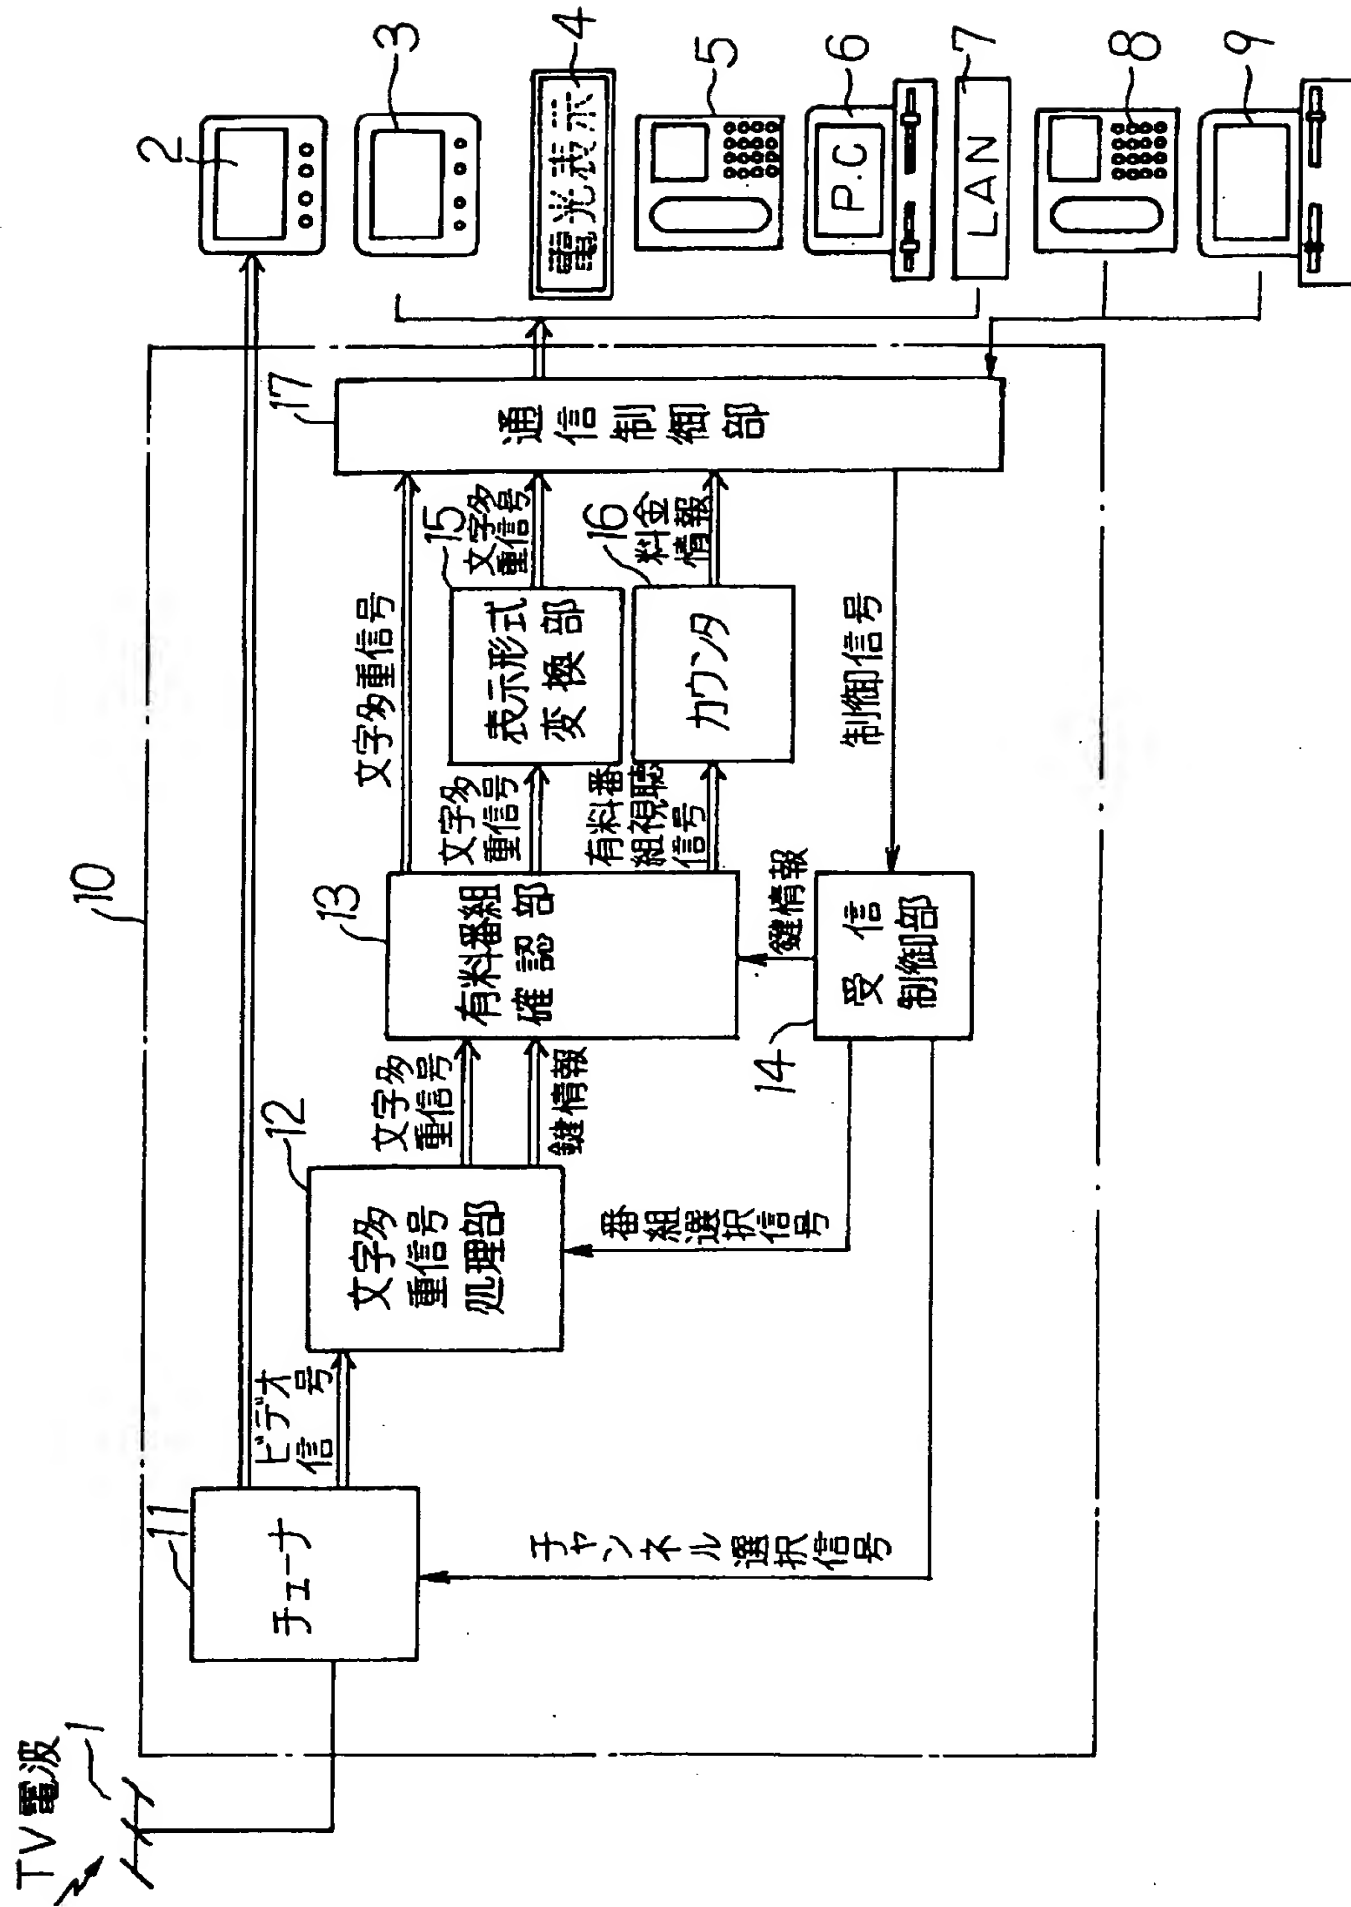 TV電波
1
10
11
チューナ
ビデオ
信号
12
文字多
重信号
処理部
文字多
重信号
鍵情報
13
有料番組
確認部
文字多重信号
文字多
重信号
有料番
組視聴
信号
15
表示形式
変換部
文字多
重信号
16
カウンタ
料金
情報
17
通信制御部
制御信号
14
受信
制御部
鍵情報
番組選択信号
チャンネル選択信号
2
3
4
電光表示
5
6
P.C
7
LAN
8
9